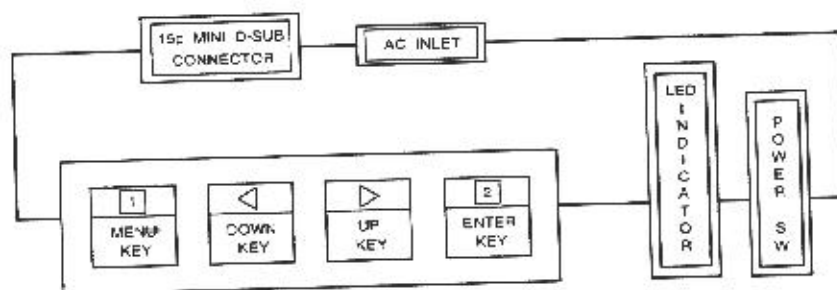 15p MINI D-SUB
CONNECTOR
AC INLET
LED
INDICATOR
POWER SW
1
MENU
KEY
DOWN
KEY
UP
KEY
2
ENTER
KEY